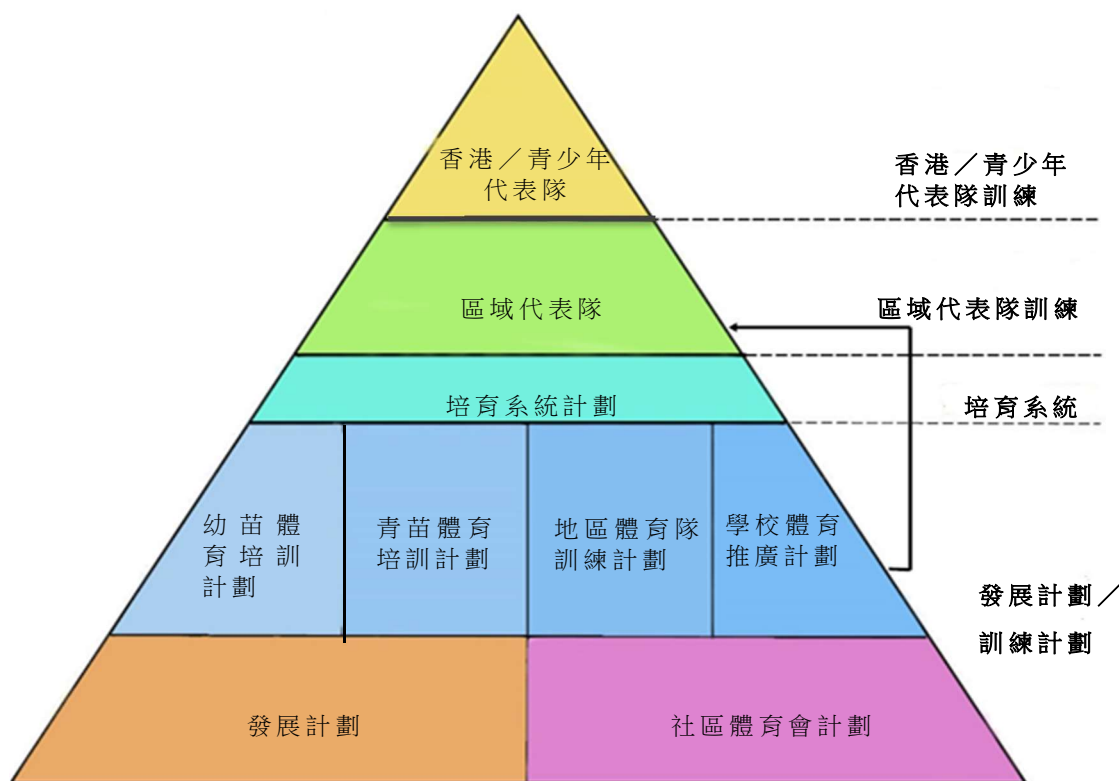 香港／青少年
代表隊
香港／青少年
代表隊訓練
區域代表隊
區域代表隊訓練
培育系統計劃
培育系統
幼苗體
育培訓
計劃
青苗體育
培訓計劃
地區體育隊
訓練計劃
學校體育
推廣計劃
發展計劃／
訓練計劃
發展計劃
社區體育會計劃